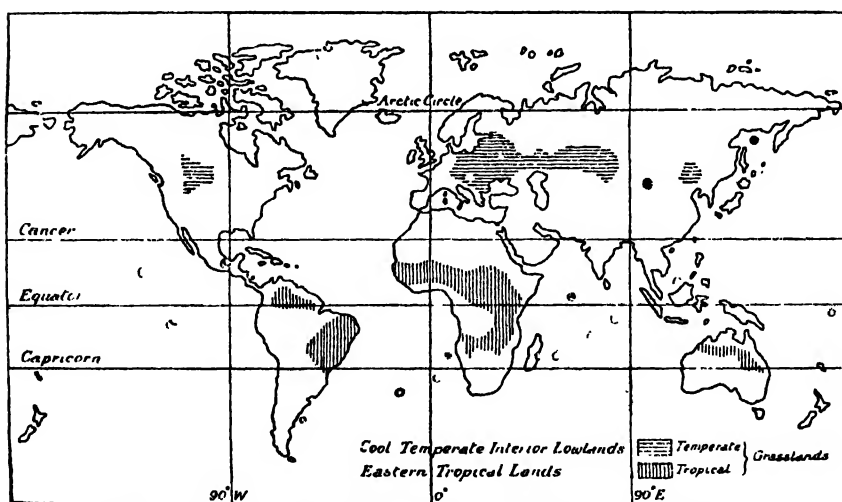 Arctic Circle
Cancer
Equator
Capricorn
Cool Temperate Interior Lowlands
Eastern Tropical Lands
Temperate
Tropical
Grasslands
90°W
0°
90°E